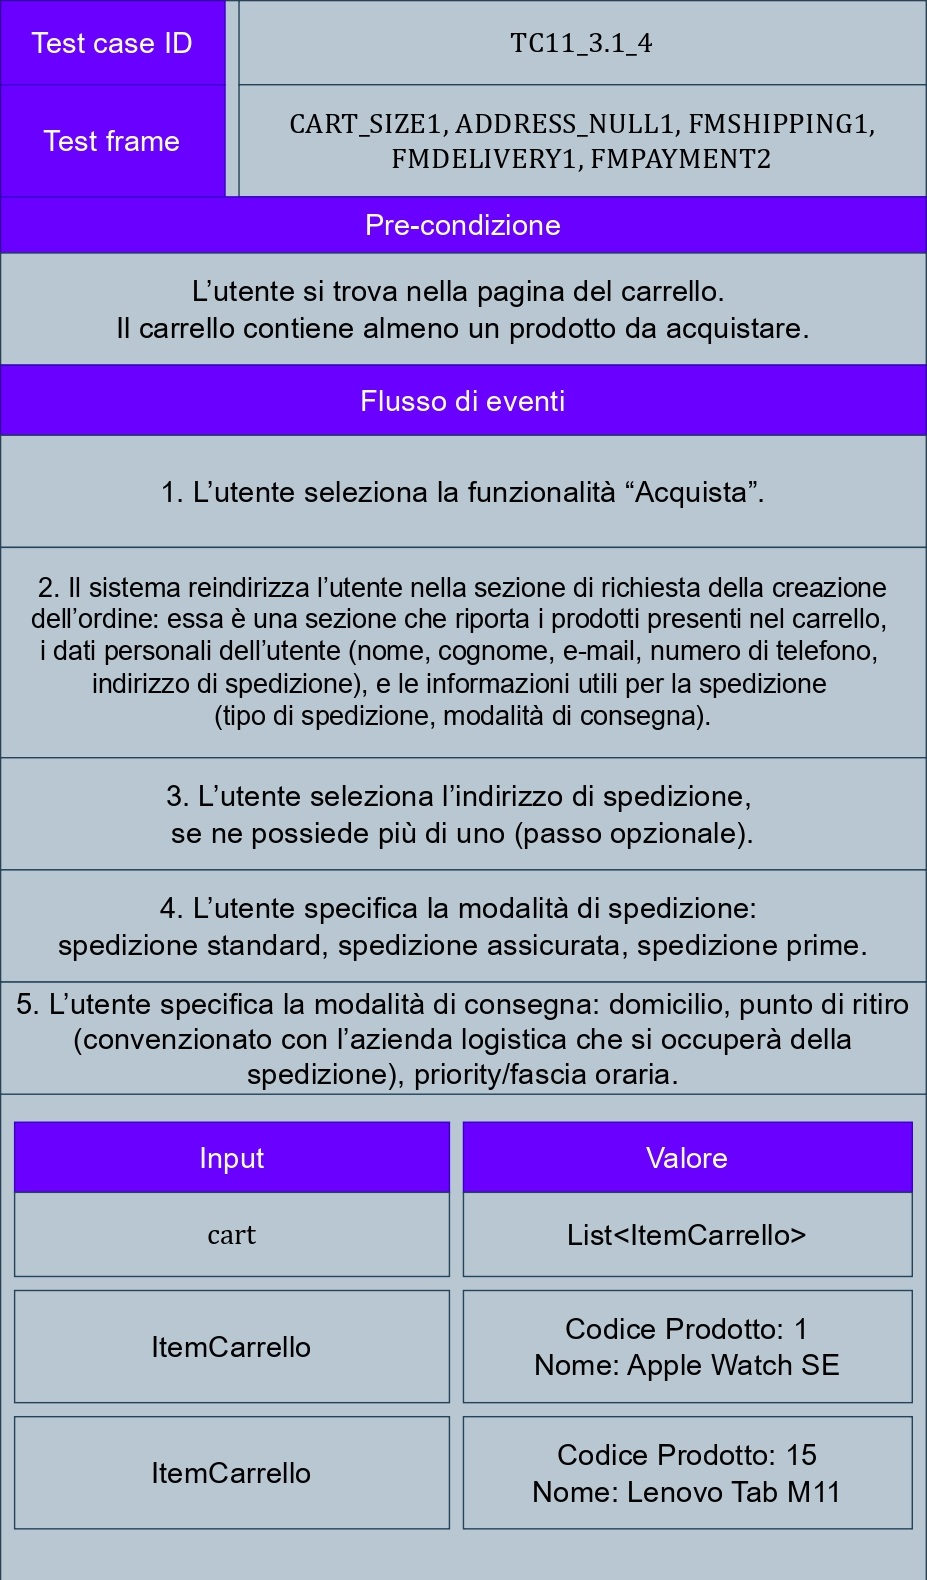 Test case ID
TC11_3.1_4
Test frame
CART_SIZE1, ADDRESS_NULL1, FMSHIPPING1,
FMDELIVERY1, FMPAYMENT2
Pre-condizione
L’utente si trova nella pagina del carrello.
Il carrello contiene almeno un prodotto da acquistare.
Flusso di eventi
1. L’utente seleziona la funzionalità “Acquista”.
2. Il sistema reindirizza l’utente nella sezione di richiesta della creazione
dell’ordine: essa è una sezione che riporta i prodotti presenti nel carrello,
i dati personali dell’utente (nome, cognome, e-mail, numero di telefono,
indirizzo di spedizione), e le informazioni utili per la spedizione
(tipo di spedizione, modalità di consegna).
3. L’utente seleziona l’indirizzo di spedizione,
se ne possiede più di uno (passo opzionale).
4. L’utente specifica la modalità di spedizione:
spedizione standard, spedizione assicurata, spedizione prime.
5. L’utente specifica la modalità di consegna: domicilio, punto di ritiro
(convenzionato con l’azienda logistica che si occuperà della
spedizione), priority/fascia oraria.
Input
Valore
cart
List<ItemCarrello>
ItemCarrello
Codice Prodotto: 1
Nome: Apple Watch SE
ItemCarrello
Codice Prodotto: 15
Nome: Lenovo Tab M11